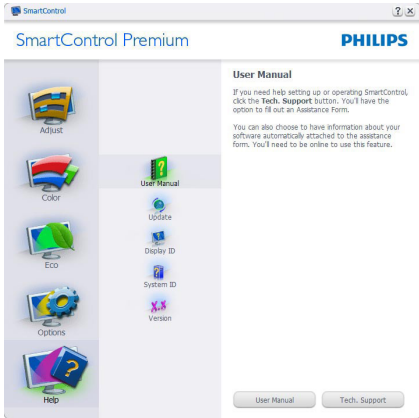 SmartControl
? X
SmartControl Premium
PHILIPS
Adjust
Color
Eco
Options
Help
User Manual
Update
Display ID
System ID
X.X
Version
User Manual
If you need help setting up or operating SmartControl,
click the Tech. Support button. You'll have the
option to fill out an Assistance Form.
You can also choose to have information about your
software automatically attached to the assistance
form. You'll need to be online to use this feature.
User Manual
Tech. Support